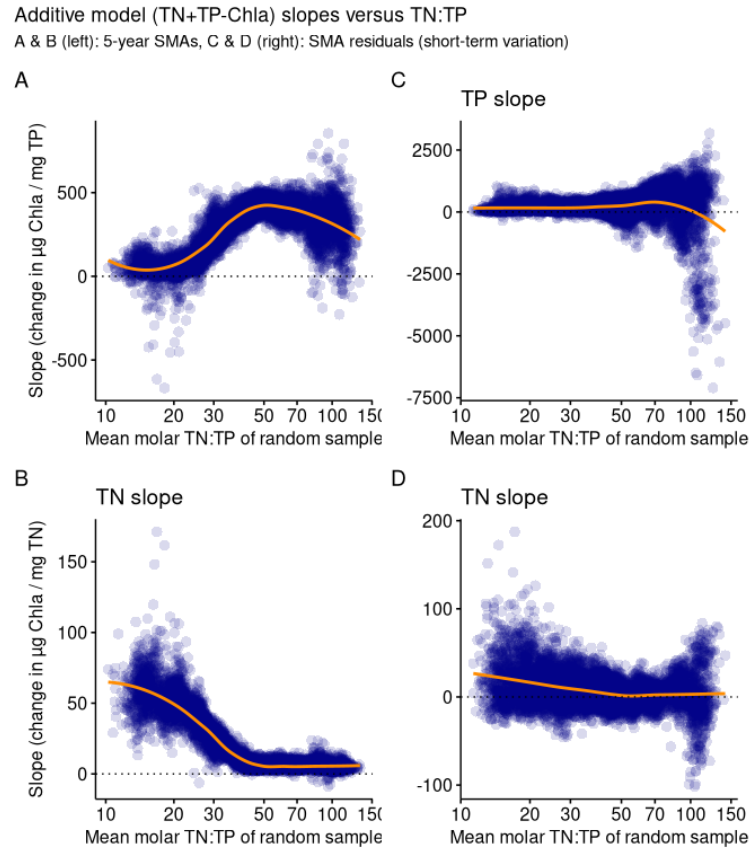 Additive model (TN+TP-Chla) slopes versus TN:TP
A & B (left): 5-year SMAs, C & D (right): SMA residuals (short-term variation)
A
Slope (change in µg Chla / mg TP)
500
0
-500
10 20 30 50 70 100 150
Mean molar TN:TP of random sample
C
TP slope
2500
0
-2500
-5000
-7500
10 20 30 50 70 100 150
Mean molar TN:TP of random sample
B
TN slope
Slope (change in µg Chla / mg TN)
150
100
50
0
10 20 30 50 70 100 150
Mean molar TN:TP of random sample
D
TN slope
200
100
0
-100
10 20 30 50 70 100 150
Mean molar TN:TP of random sample